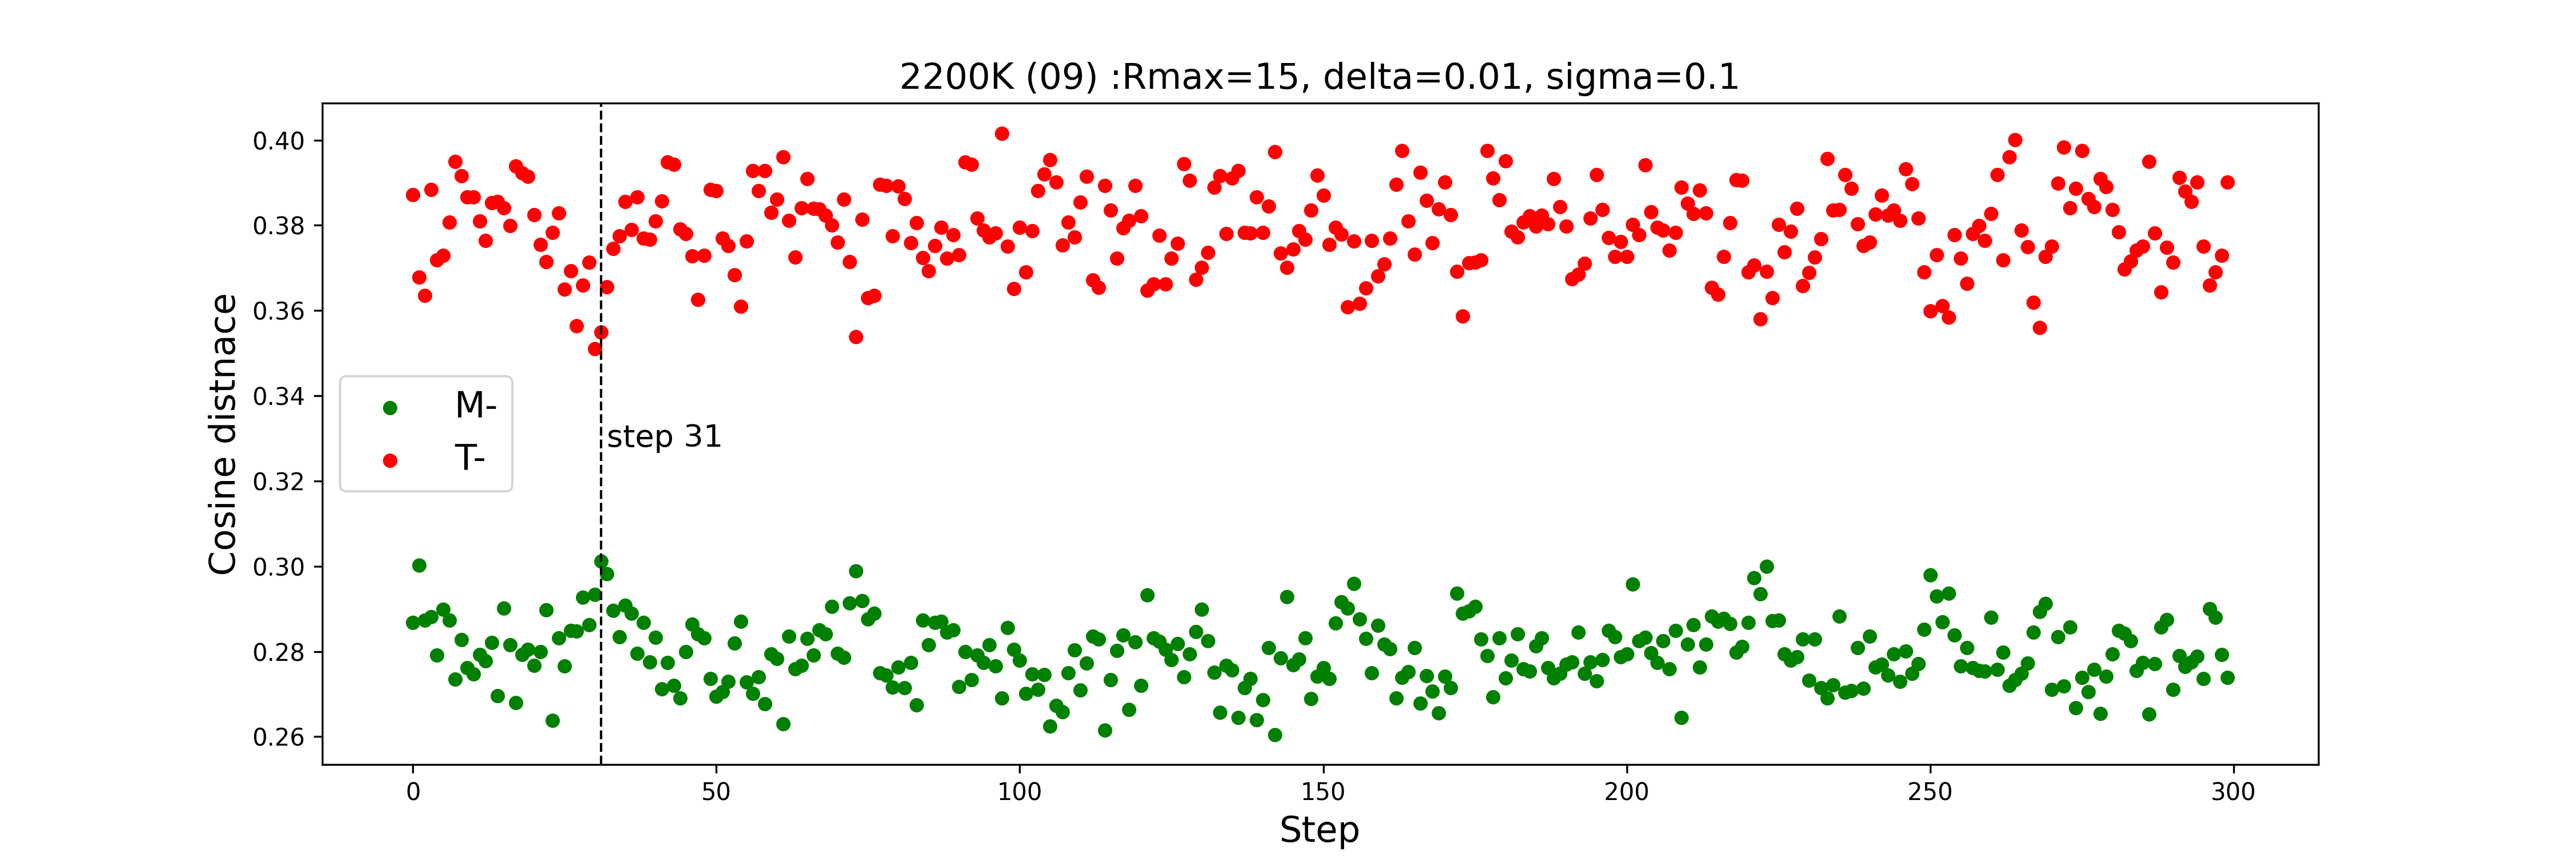 2200K (09) :Rmax=15, delta=0.01, sigma=0.1
Cosine distnace
0.40
0.38
0.36
0.34
0.32
0.30
0.28
0.26
M-
T-
step 31
0 50 100 150 200 250 300
Step